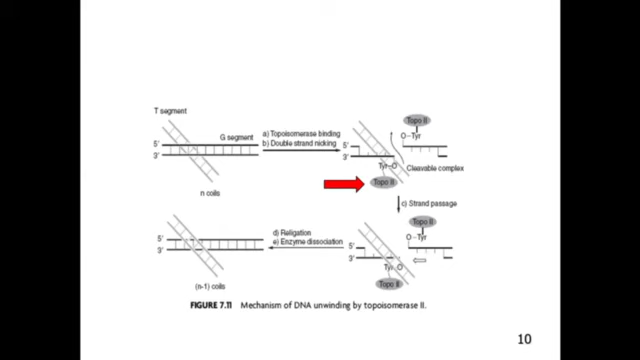 Topo II
T segment
O–Tyr
G segment
a) Topoisomerase binding
b) Double strand nicking
5'
3'
5'
3'
Tyr–O
Cleavable complex
Topo II
n coils
c) Strand passage
Topo II
O–Tyr
d) Religation
e) Enzyme dissociation
5'
3'
5'
3'
Tyr–O
Topo II
(n-1) coils
FIGURE 7.11 Mechanism of DNA unwinding by topoisomerase II.
10